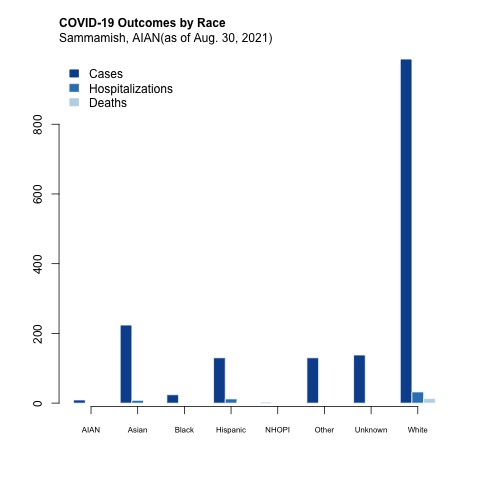 COVID-19 Outcomes by Race
Sammamish, AIAN(as of Aug. 30, 2021)
Cases
Hospitalizations
Deaths
800
600
400
200
0
AIAN Asian Black Hispanic NHOPI Other Unknown White